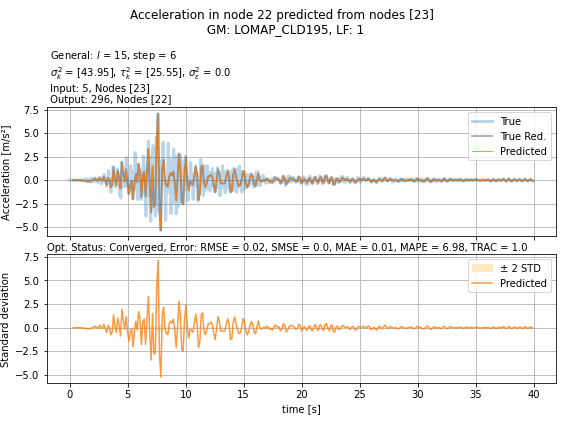 Acceleration in node 22 predicted from nodes [23]
GM: LOMAP_CLD195, LF: 1
General: l = 15, step = 6
σ²ₖ = [43.95], τ²ₖ = [25.55], σ²_ε = 0.0
Input: 5, Nodes [23]
Output: 296, Nodes [22]
Acceleration [m/s²]
7.5
5.0
2.5
0.0
−2.5
−5.0
True
True Red.
Predicted
Opt. Status: Converged, Error: RMSE = 0.02, SMSE = 0.0, MAE = 0.01, MAPE = 6.98, TRAC = 1.0
Standard deviation
7.5
5.0
2.5
0.0
−2.5
−5.0
± 2 STD
Predicted
0 5 10 15 20 25 30 35 40
time [s]